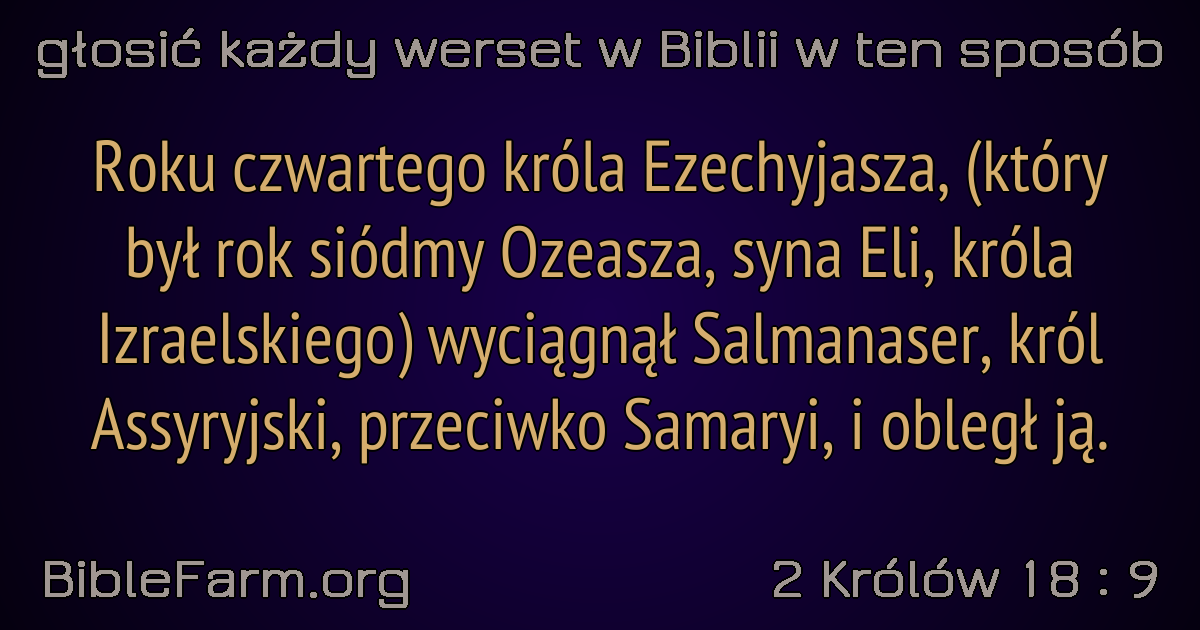 głosić każdy werset w Biblii w ten sposób
Roku czwartego króla Ezechyjasza, (który
był rok siódmy Ozeasza, syna Eli, króla
Izraelskiego) wyciągnął Salmanaser, król
Assyryjski, przeciwko Samaryi, i obległ ją.
BibleFarm.org
2 Królów 18 : 9